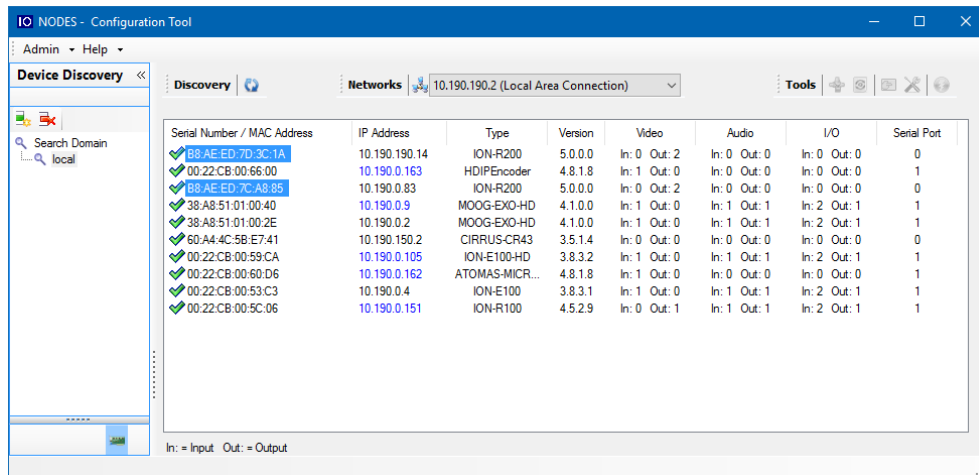 IO NODES - Configuration Tool
Admin Help
Device Discovery «
Discovery Networks 10.190.190.2 (Local Area Connection) Tools
Search Domain
local
Serial Number / MAC Address IP Address Type Version Video Audio I/O Serial Port
B8:AE:ED:7D:3C:1A 10.190.190.14 ION-R200 5.0.0.0 In: 0 Out: 2 In: 0 Out: 0 In: 0 Out: 0 0
00:22:CB:00:66:00 10.190.0.163 HDIPEncoder 4.8.1.8 In: 1 Out: 0 In: 0 Out: 0 In: 0 Out: 0 1
B8:AE:ED:7C:A8:85 10.190.0.83 ION-R200 5.0.0.0 In: 0 Out: 2 In: 0 Out: 0 In: 0 Out: 0 0
38:A8:51:01:00:40 10.190.0.9 MOOG-EXO-HD 4.1.0.0 In: 1 Out: 0 In: 1 Out: 1 In: 2 Out: 1 1
38:A8:51:01:00:2E 10.190.0.2 MOOG-EXO-HD 4.1.0.0 In: 1 Out: 0 In: 1 Out: 1 In: 2 Out: 1 1
60:A4:4C:5B:E7:41 10.190.150.2 CIRRUS-CR43 3.5.1.4 In: 0 Out: 0 In: 0 Out: 0 In: 0 Out: 0 0
00:22:CB:00:59:CA 10.190.0.105 ION-E100-HD 3.8.3.2 In: 1 Out: 0 In: 1 Out: 1 In: 2 Out: 1 1
00:22:CB:00:60:D6 10.190.0.162 ATOMAS-MICR... 4.8.1.8 In: 1 Out: 0 In: 0 Out: 0 In: 0 Out: 0 1
00:22:CB:00:53:C3 10.190.0.4 ION-E100 3.8.3.1 In: 1 Out: 0 In: 1 Out: 1 In: 2 Out: 1 1
00:22:CB:00:5C:06 10.190.0.151 ION-R100 4.5.2.9 In: 0 Out: 1 In: 1 Out: 1 In: 2 Out: 1 1
In: = Input Out: = Output